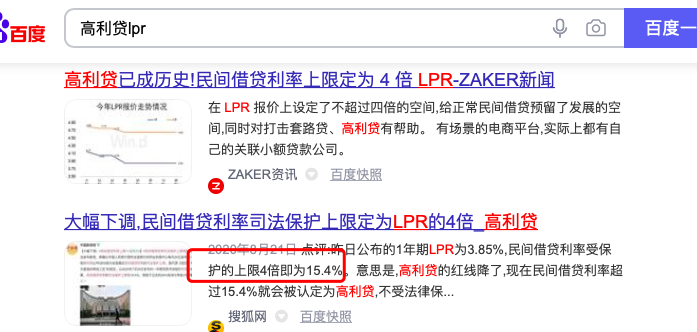 百度
高利贷lpr
百度一
高利贷已成历史!民间借贷利率上限定为 4 倍 LPR-ZAKER新闻
今年LPR报价走势情况
在 LPR 报价上设定了不超过四倍的空间,给正常民间借贷预留了发展的空
间,同时对打击套路贷、高利贷有帮助。 有场景的电商平台,实际上都有自
己的关联小额贷款公司。
ZAKER资讯
百度快照
大幅下调,民间借贷利率司法保护上限定为LPR的4倍_高利贷
2020年8月21日 点评:昨日公布的1年期LPR为3.85%,民间借贷利率受保
护的上限4倍即为15.4%。意思是,高利贷的红线降了,现在民间借贷利率超
过15.4%就会被认定为高利贷,不受法律保...
搜狐网
百度快照